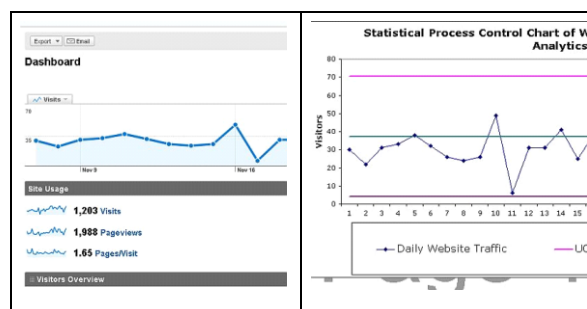 Export
Email
Dashboard
Visits
70
35
Nov 9
Nov 16
Site Usage
1,203 Visits
1,988 Pageviews
1.65 Pages/Visit
Visitors Overview
Statistical Process Control Chart of W
Analytics
Visitors
80
70
60
50
40
30
20
10
0
1 2 3 4 5 6 7 8 9 10 11 12 13 14 15
Daily Website Traffic
UC